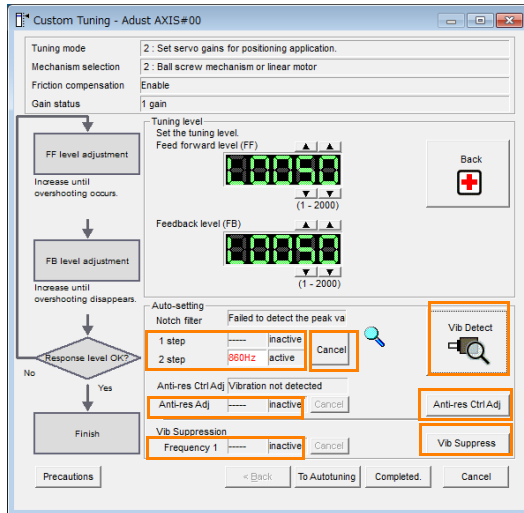 Custom Tuning - Adust AXIS#00
Tuning mode 2 : Set servo gains for positioning application.
Mechanism selection 2 : Ball screw mechanism or linear motor
Friction compensation Enable
Gain status 1 gain
FF level adjustment
Increase until
overshooting occurs.
FB level adjustment
Increase until
overshooting disappears.
Response level OK?
No
Yes
Finish
Tuning level
Set the tuning level.
Feed forward level (FF)
L0050
(1 - 2000)
Feedback level (FB)
L0050
(1 - 2000)
Back
Auto-setting
Notch filter Failed to detect the peak va
1 step ----- inactive
2 step 860Hz active
Cancel
Vib Detect
Anti-res Ctrl Adj Vibration not detected
Anti-res Adj ----- inactive Cancel Anti-res Ctrl Adj
Vib Suppression
Frequency 1 ----- inactive Cancel Vib Suppress
Precautions < Back To Autotuning Completed. Cancel